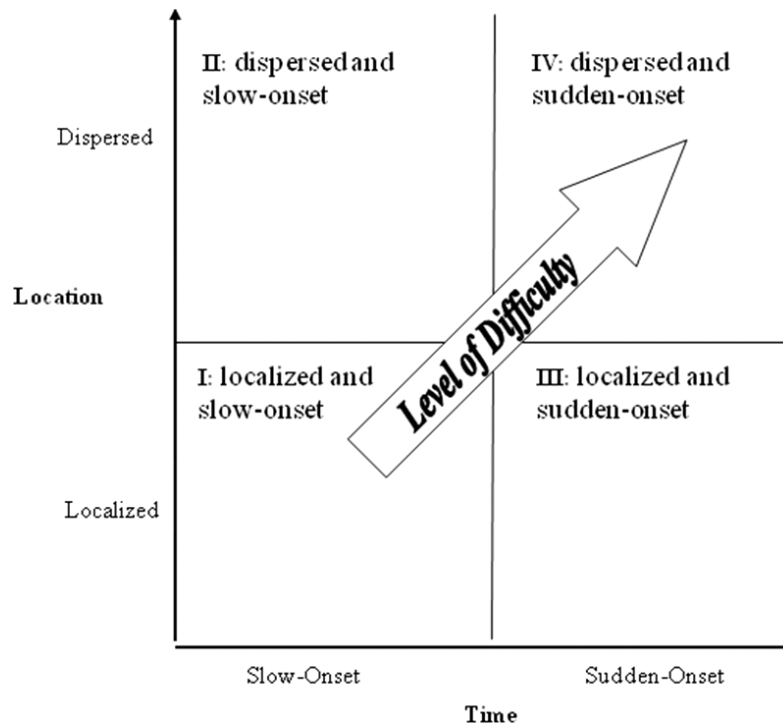 II: dispersed and
slow-onset
IV: dispersed and
sudden-onset
Dispersed
Location
Level of Difficulty
I: localized and
slow-onset
III: localized and
sudden-onset
Localized
Slow-Onset
Sudden-Onset
Time